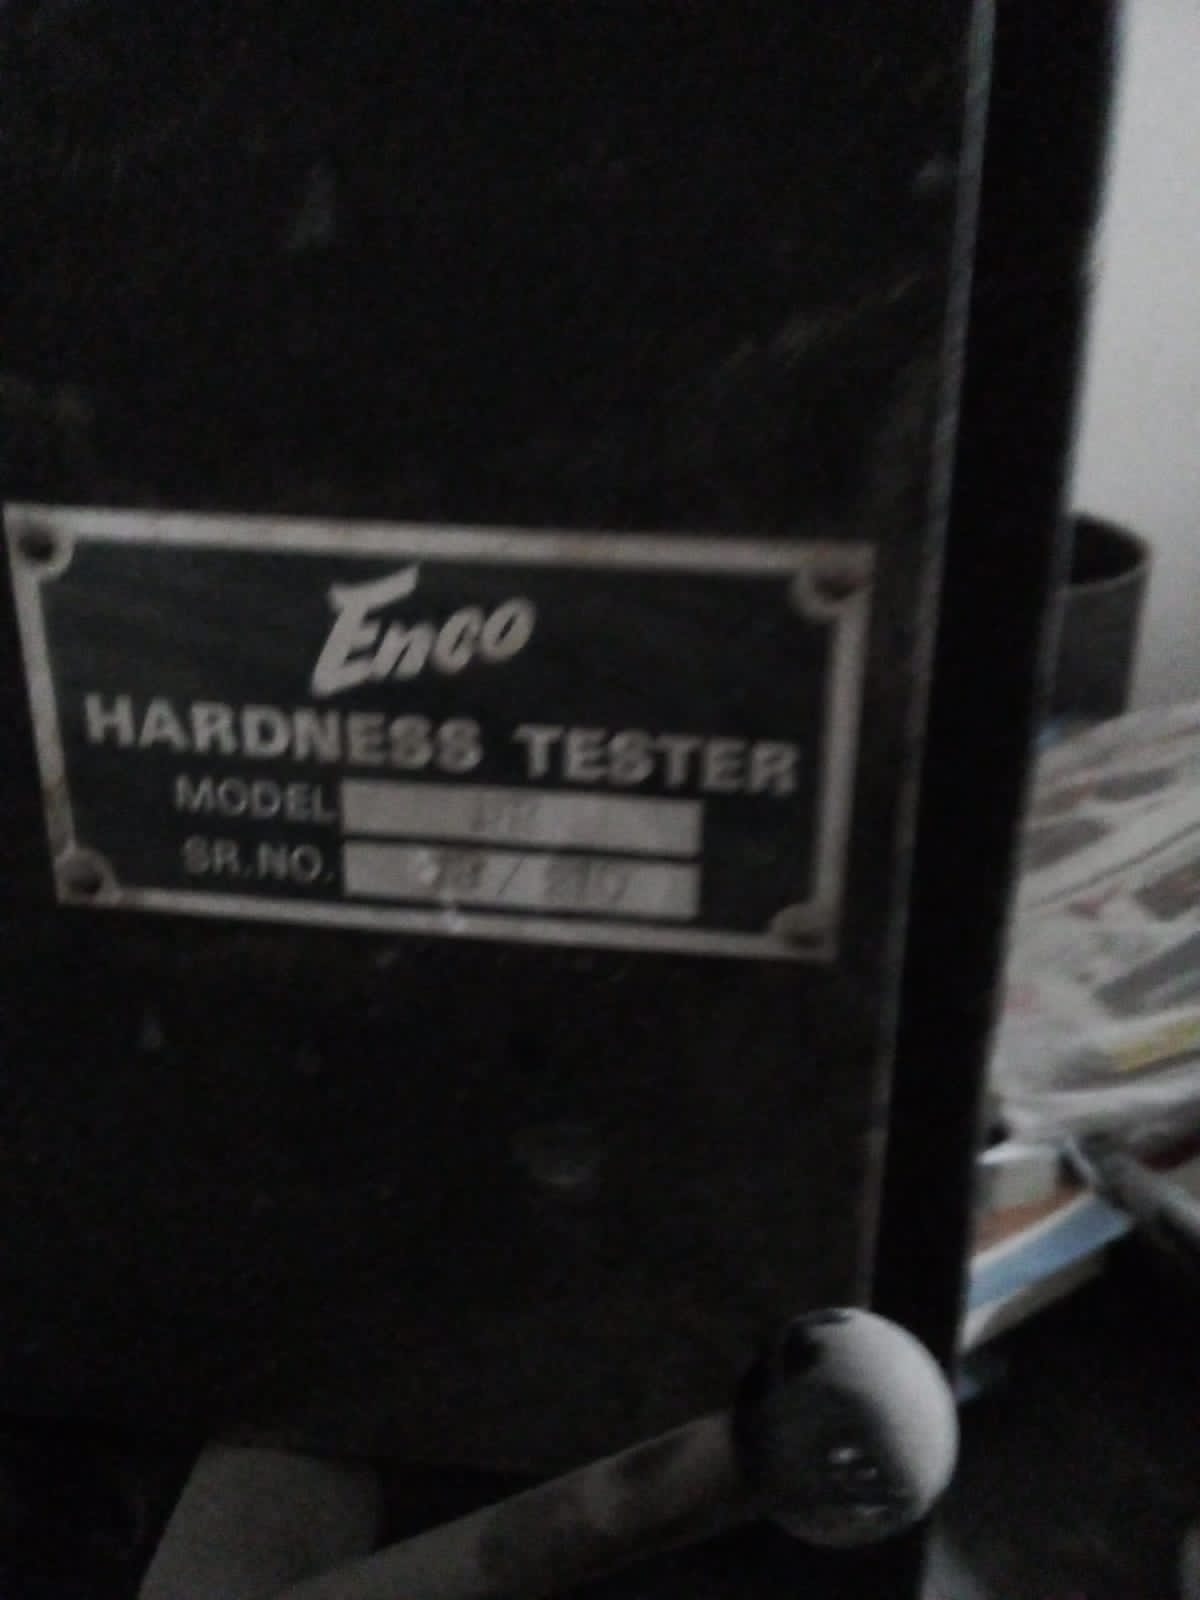 Enco
HARDNESS TESTER
MODEL
SR.NO.